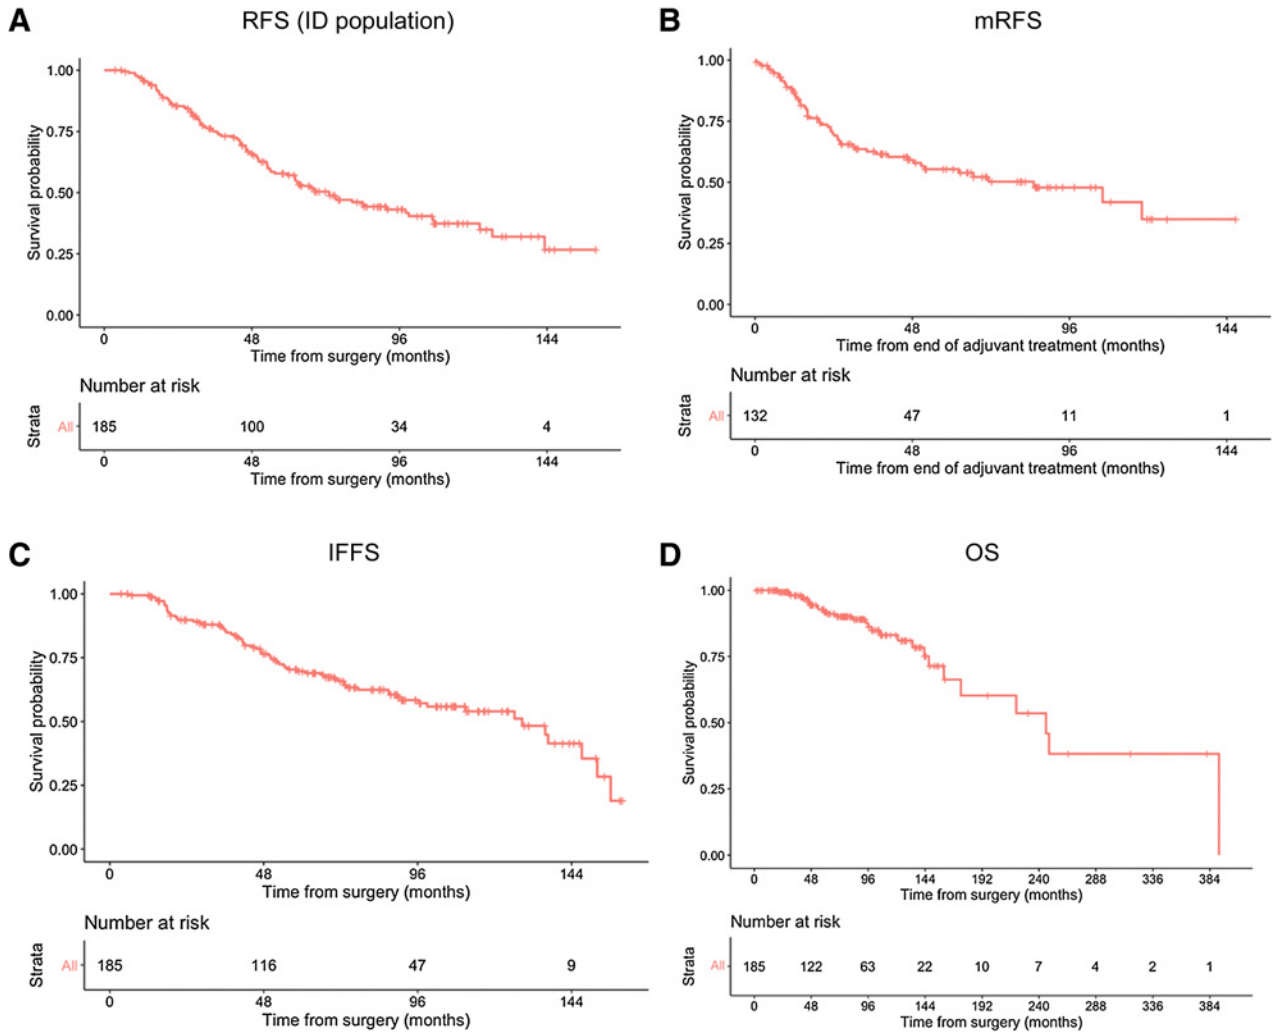 A
RFS (ID population)
1.00
0.75
0.50
0.25
0.00
Survival probability
0 48 96 144
Time from surgery (months)
Number at risk
Strata
All 185 100 34 4
0 48 96 144
Time from surgery (months)
B
mRFS
1.00
0.75
0.50
0.25
0.00
Survival probability
0 48 96 144
Time from end of adjuvant treatment (months)
Number at risk
Strata
All 132 47 11 1
0 48 96 144
Time from end of adjuvant treatment (months)
C
IFFS
1.00
0.75
0.50
0.25
0.00
Survival probability
0 48 96 144
Time from surgery (months)
Number at risk
Strata
All 185 116 47 9
0 48 96 144
Time from surgery (months)
D
OS
1.00
0.75
0.50
0.25
0.00
Survival probability
0 48 96 144 192 240 288 336 384
Time from surgery (months)
Number at risk
Strata
All 185 122 63 22 10 7 4 2 1
0 48 96 144 192 240 288 336 384
Time from surgery (months)